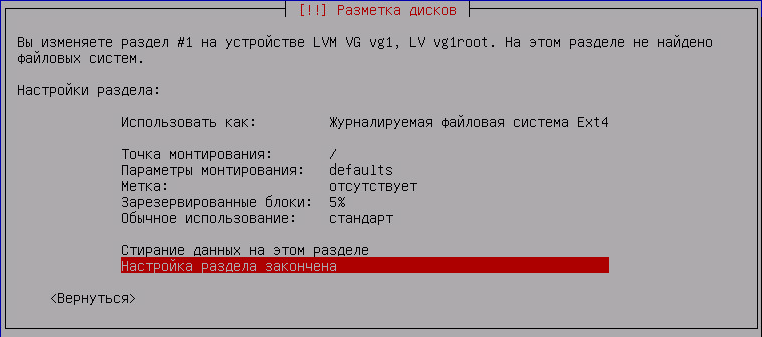 [!!] Разметка дисков
Вы изменяете раздел #1 на устройстве LVM VG vg1, LV vg1root. На этом разделе не найдено
файловых систем.
Настройки раздела:
Использовать как: Журналируемая файловая система Ext4
Точка монтирования: /
Параметры монтирования: defaults
Метка: отсутствует
Зарезервированные блоки: 5%
Обычное использование: стандарт
Стирание данных на этом разделе
Настройка раздела закончена
<Вернуться>